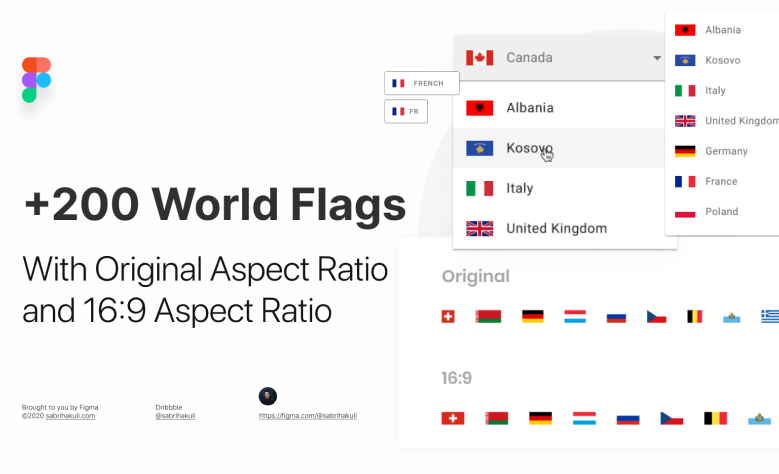 +200 World Flags
With Original Aspect Ratio
and 16:9 Aspect Ratio
Brought to you by Figma
©2020 sabrihakuli.com
Dribbble
@sabrihakuli
https://figma.com/@sabrihakuli
FRENCH
FR
Canada
Albania
Kosovo
Italy
United Kingdom
Albania
Kosovo
Italy
United Kingdom
Germany
France
Poland
Original
16:9